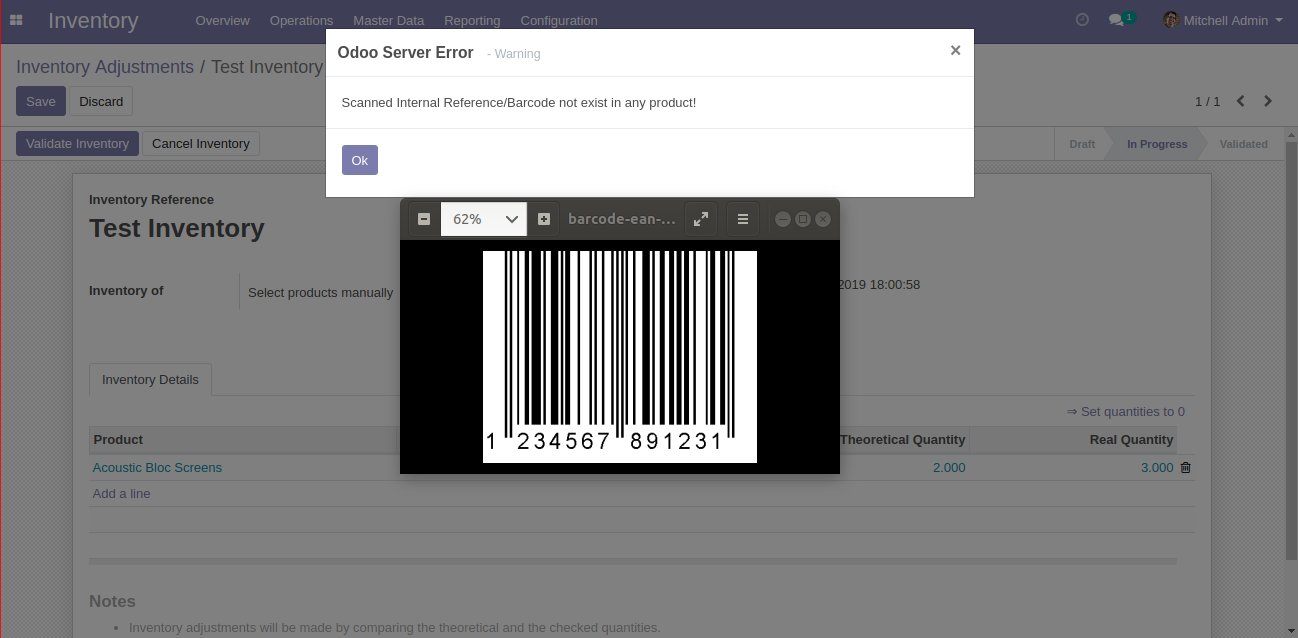 Inventory Overview Operations Master Data Reporting Configuration 1 Mitchell Admin
Odoo Server Error - Warning ×
Inventory Adjustments / Test Inventory
Save Discard 1 / 1
Scanned Internal Reference/Barcode not exist in any product!
Validate Inventory Cancel Inventory Draft In Progress Validated
Ok
Inventory Reference
Test Inventory
62% barcode-ean-...
Inventory of Select products manually 2019 18:00:58
Inventory Details
⇒ Set quantities to 0
1 234567 891231
Product Theoretical Quantity Real Quantity
Acoustic Bloc Screens 2.000 3.000
Add a line
Notes
• Inventory adjustments will be made by comparing the theoretical and the checked quantities.